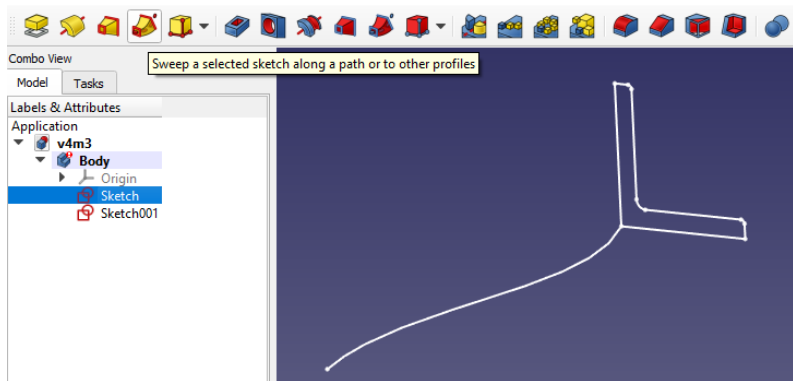 Combo View
Sweep a selected sketch along a path or to other profiles
Model
Tasks
Labels & Attributes
Application
v4m3
Body
Origin
Sketch
Sketch001